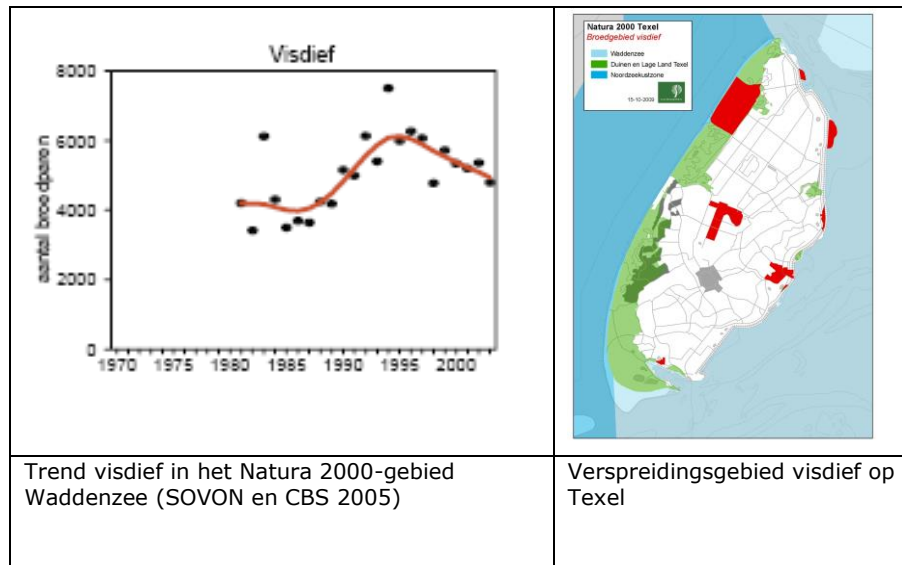 Visdief
8000
6000
4000
2000
0
aantal broedparen
1970 1975 1980 1985 1990 1995 2000
Natura 2000 Texel
Broedgebied visdief
Waddenzee
Duinen en Lage Land Texel
Noordzeekustzone
15-10-2009
Trend visdief in het Natura 2000-gebied
Waddenzee (SOVON en CBS 2005)
Verspreidingsgebied visdief op
Texel